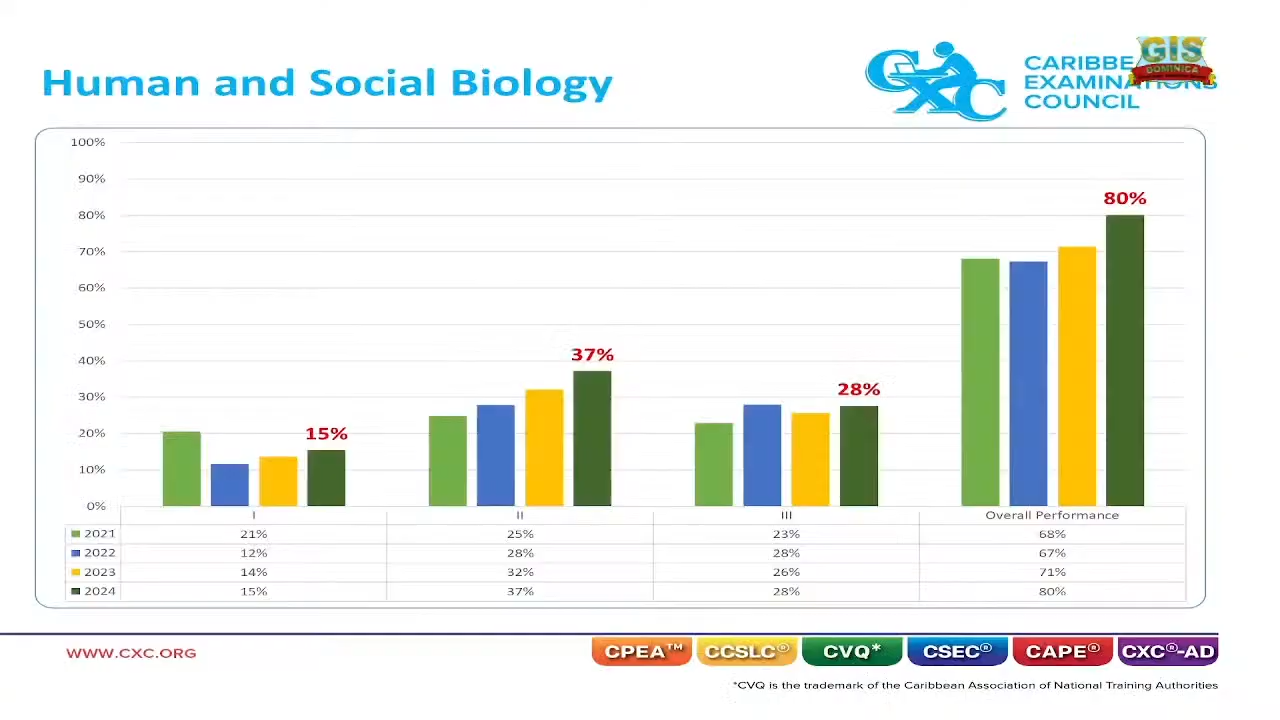 Human and Social Biology
CARIBBE
EXAMINATIONS
COUNCIL
GIS
DOMINICA
100%
90%
80%
70%
60%
50%
40%
30%
20%
10%
0%
15%
37%
28%
80%
I II III Overall Performance
2021 21% 25% 23% 68%
2022 12% 28% 28% 67%
2023 14% 32% 26% 71%
2024 15% 37% 28% 80%
WWW.CXC.ORG
CPEA™ CCSLC® CVQ* CSEC® CAPE® CXC®-AD
*CVQ is the trademark of the Caribbean Association of National Training Authorities